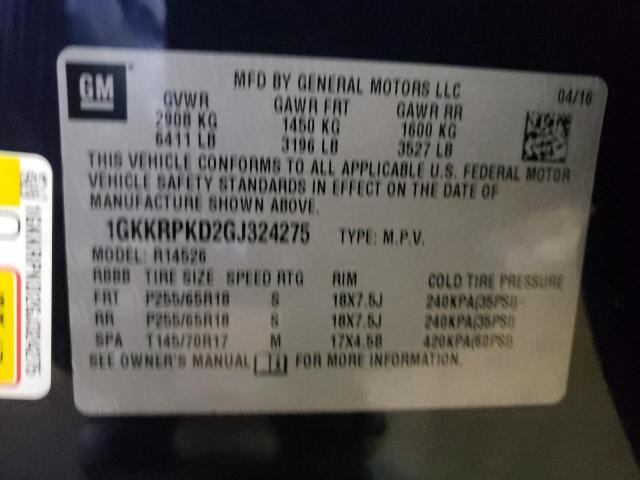 GM
MFD BY GENERAL MOTORS LLC
04/16
GVWR GAWR FRT GAWR RR
2908 KG 1450 KG 1600 KG
6411 LB 3196 LB 3527 LB
THIS VEHICLE CONFORMS TO ALL APPLICABLE U.S. FEDERAL MOTOR
VEHICLE SAFETY STANDARDS IN EFFECT ON THE DATE OF
MANUFACTURE SHOWN ABOVE.
1GKKRPKD2GJ324275 TYPE: M.P.V.
MODEL: R14526
RBBB TIRE SIZE SPEED RTG RIM COLD TIRE PRESSURE
FRT P255/65R18 S 18X7.5J 240KPA(35PSI)
RR P255/65R18 S 18X7.5J 240KPA(35PSI)
SPA T145/70R17 M 17X4.5B 420KPA(60PSI)
SEE OWNER'S MANUAL FOR MORE INFORMATION.